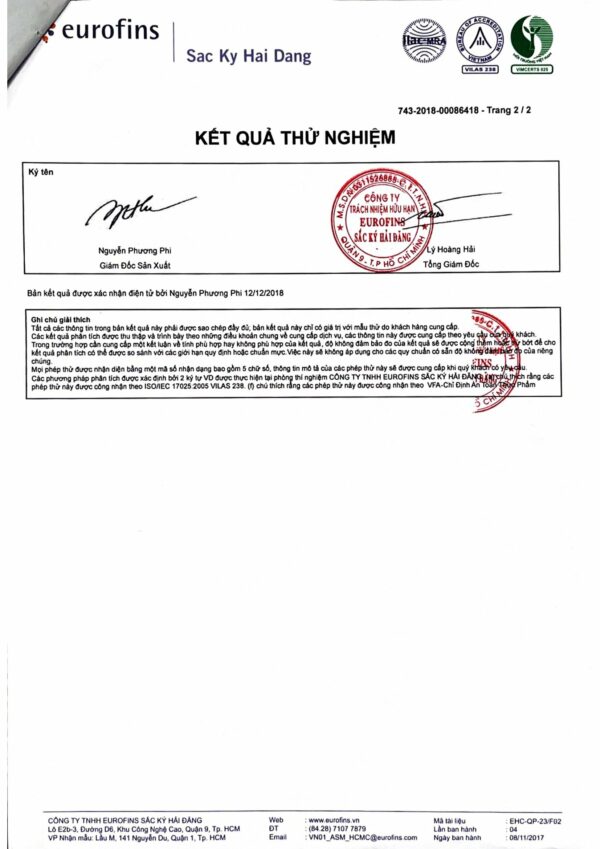 eurofins
Sac Ky Hai Dang
ilac-MRA
BUREAU OF ACCREDITATION
VIETNAM
VILAS 238
VIMCERTS 025
743-2018-00086418 - Trang 2 / 2
KẾT QUẢ THỬ NGHIỆM
Ký tên
CÔNG TY
TRÁCH NHIỆM HỮU HẠN
EUROFINS
SẮC KÝ HẢI ĐĂNG
QUẬN 9 - T.P HỒ CHÍ MINH
Nguyễn Phương Phi
Lý Hoàng Hải
Giám Đốc Sản Xuất
Tổng Giám Đốc
Bản kết quả được xác nhận điện tử bởi Nguyễn Phương Phi 12/12/2018
Ghi chú giải thích
Tất cả các thông tin trong bản kết quả này phải được sao chép đầy đủ, bản kết quả này chỉ có giá trị với mẫu thử do khách hàng cung cấp.
Các kết quả phân tích được thu thập và trình bày theo những điều khoản chung về cung cấp dịch vụ, các thông tin này được cung cấp theo yêu cầu của quý khách.
Trong trường hợp cần cung cấp một kết luận về tính phù hợp hay không phù hợp của kết quả, độ không đảm bảo đo của kết quả sẽ được cộng thêm hoặc trừ bớt để cho
kết quả phân tích có thể được so sánh với các giới hạn quy định hoặc chuẩn mực.Việc này sẽ không áp dụng cho các quy chuẩn có sẵn độ không đảm bảo đo của riêng
chúng.
Mọi phép thử được nhận diện bằng một mã số nhận dạng bao gồm 5 chữ số, thông tin mô tả của các phép thử này sẽ được cung cấp khi quý khách có yêu cầu.
Các phương pháp phân tích được xác định bởi 2 ký tự VD được thực hiện tại phòng thí nghiệm CÔNG TY TNHH EUROFINS SẮC KÝ HẢI ĐĂNG. chú thích rằng các
phép thử này được công nhận theo ISO/IEC 17025:2005 VILAS 238. (f) chú thích rằng các phép thử này được công nhận theo VFA-Chỉ Định An Toàn Thực Phẩm
CÔNG TY TNHH EUROFINS SẮC KÝ HẢI ĐĂNG
Lô E2b-3, Đường D6, Khu Công Nghệ Cao, Quận 9, Tp. HCM
VP Nhận mẫu: Lầu M, 141 Nguyễn Du, Quận 1, Tp. HCM
Web : www.eurofins.vn
ĐT : (84.28) 7107 7879
Email : VN01_ASM_HCMC@eurofins.com
Mã tài liệu : EHC-QP-23/F02
Lần ban hành : 04
Ngày ban hành : 08/11/2017